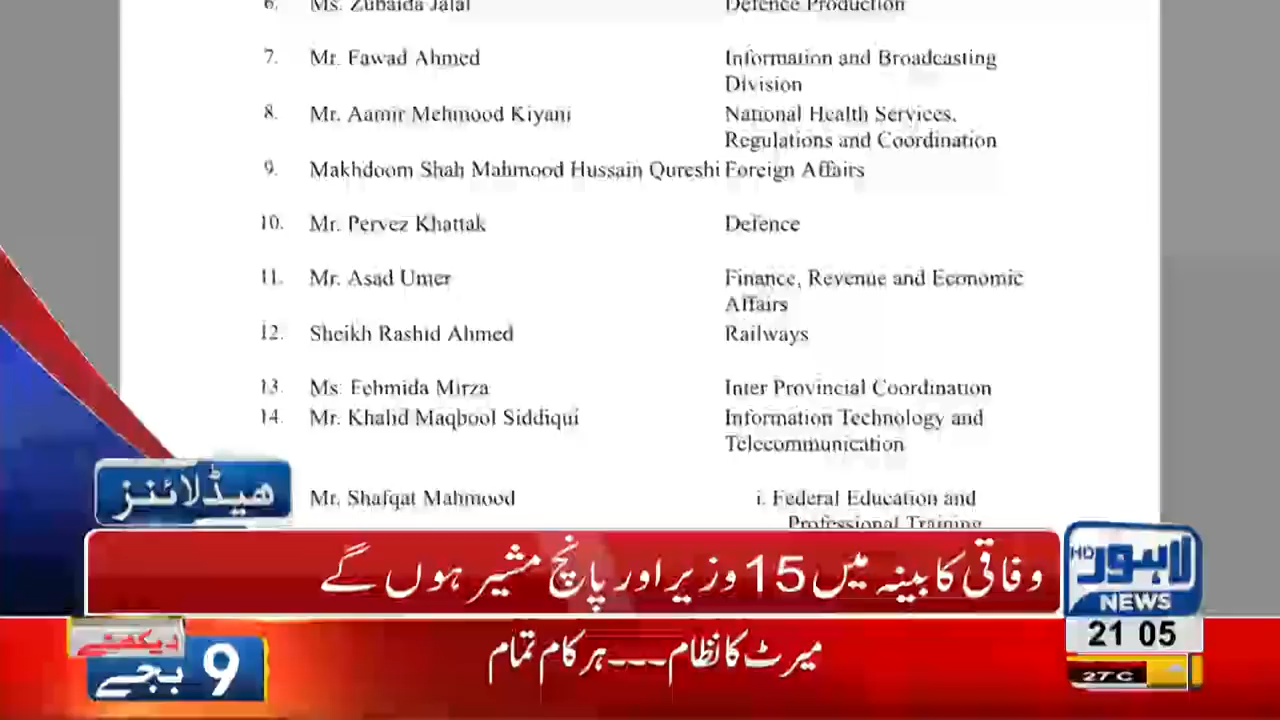 6. Ms. Zubaida Jalal Defence Production
7. Mr. Fawad Ahmed Information and Broadcasting
Division
8. Mr. Aamir Mehmood Kiyani National Health Services,
Regulations and Coordination
9. Makhdoom Shah Mahmood Hussain Qureshi Foreign Affairs
10. Mr. Pervez Khattak Defence
11. Mr. Asad Umer Finance, Revenue and Economic
Affairs
12. Sheikh Rashid Ahmed Railways
13. Ms. Fehmida Mirza Inter Provincial Coordination
14. Mr. Khalid Maqbool Siddiqui Information Technology and
Telecommunication
Mr. Shafqat Mahmood i. Federal Education and
Professional Training
ھیڈلائنز
وفاقی کابینہ میں 15 وزیر اور پانچ مشیر ہوں گے
لاہور HD
NEWS
21 05
27°C
دیکھئے
9 بجے
میرٹ کا نظام ۔۔۔ ہر کام تمام